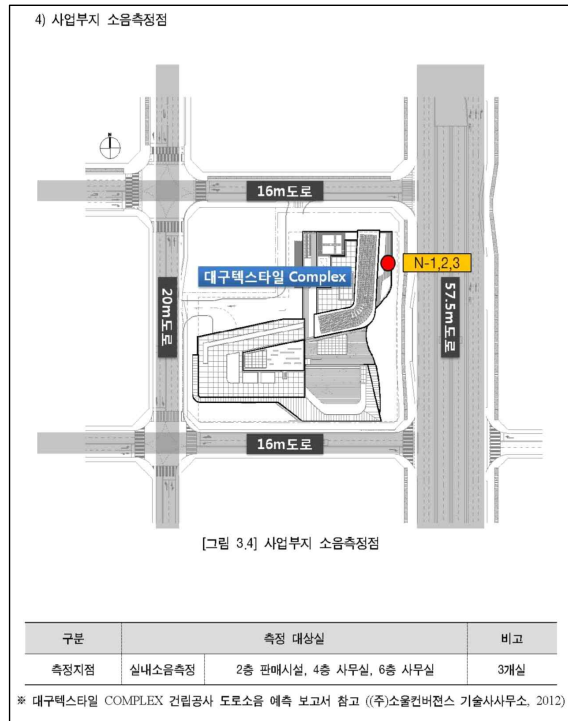 4) 사업부지 소음측정점
N
16m도로
대구텍스타일 Complex
N-1,2,3
20m도로
57.5m도로
16m도로
[그림 3.4] 사업부지 소음측정점
구분 측정 대상실 비고
측정지점 실내소음측정 2층 판매시설, 4층 사무실, 6층 사무실 3개실
※ 대구텍스타일 COMPLEX 건립공사 도로소음 예측 보고서 참고 ((주)소울컨버젼스 기술사사무소, 2012)